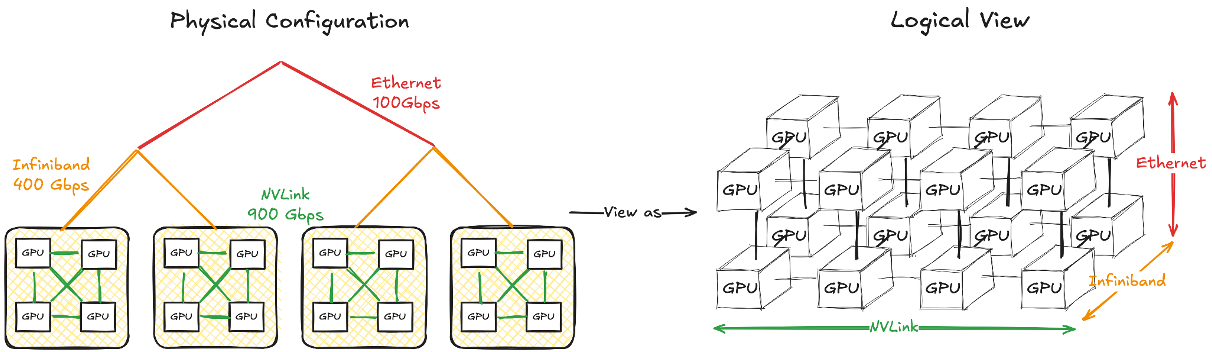 Physical Configuration
Ethernet
100Gbps
Infiniband
400 Gbps
NVLink
900 Gbps
GPU GPU GPU GPU GPU GPU GPU GPU
GPU GPU GPU GPU GPU GPU GPU GPU
View as
Logical View
GPU GPU GPU GPU
GPU GPU GPU GPU
GPU GPU GPU GPU
GPU GPU GPU GPU
Ethernet
Infiniband
NVLink